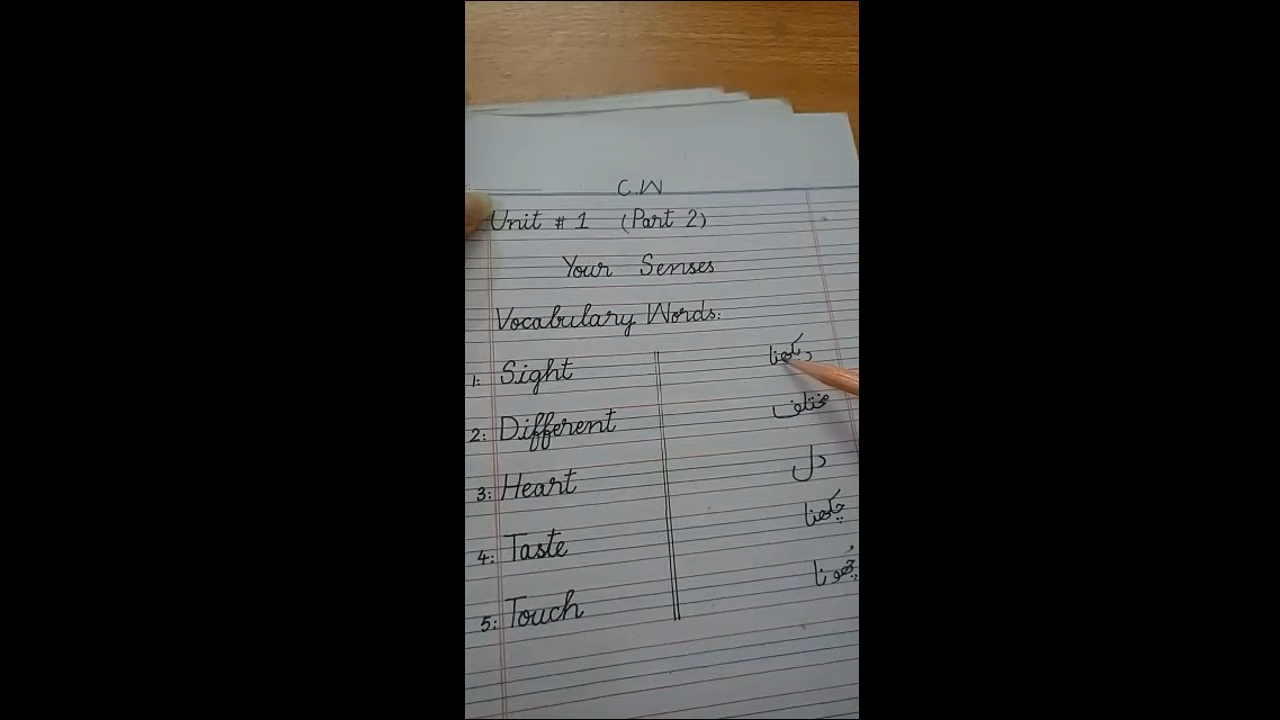 C.W
Unit # 1 (Part 2)
Your Senses
Vocabulary Words:
1: Sight دیکھنا
2: Different مختلف
3: Heart دل
4: Taste چکھنا
5: Touch چُھونا